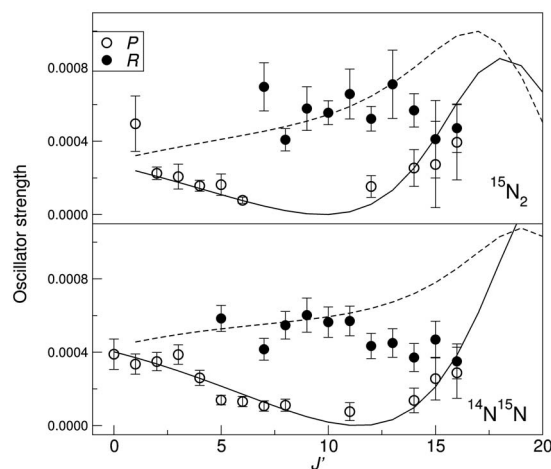 P
R
0.0008
0.0004
0.0000
¹⁵N₂
Oscillator strength
0.0008
0.0004
0.0000
¹⁴N¹⁵N
0 5 10 15 20
J'